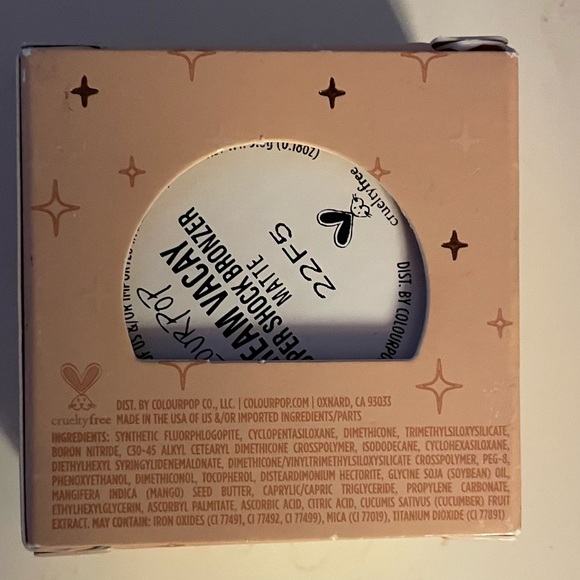 cruelty free
DREAM VACAY
SUPER SHOCK BRONZER
MATTE
22F5
DIST. BY COLOURPOP
crueltyfree
DIST. BY COLOURPOP CO., LLC. | COLOURPOP.COM | OXNARD, CA 93033
MADE IN THE USA OF US &/OR IMPORTED INGREDIENTS/PARTS
INGREDIENTS: SYNTHETIC FLUORPHLOGOPITE, CYCLOPENTASILOXANE, DIMETHICONE, TRIMETHYLSILOXYSILICATE,
BORON NITRIDE, C30-45 ALKYL CETEARYL DIMETHICONE CROSSPOLYMER, ISODODECANE, CYCLOHEXASILOXANE,
DIETHYLHEXYL SYRINGYLIDENEMALONATE, DIMETHICONE/VINYLTRIMETHYLSILOXYSILICATE CROSSPOLYMER, PEG-8,
PHENOXYETHANOL, DIMETHICONOL, TOCOPHEROL, DISTEARDIMONIUM HECTORITE, GLYCINE SOJA (SOYBEAN) OIL,
MANGIFERA INDICA (MANGO) SEED BUTTER, CAPRYLIC/CAPRIC TRIGLYCERIDE, PROPYLENE CARBONATE,
ETHYLHEXYLGLYCERIN, ASCORBYL PALMITATE, ASCORBIC ACID, CITRIC ACID, CUCUMIS SATIVUS (CUCUMBER) FRUIT
EXTRACT. MAY CONTAIN: IRON OXIDES (CI 77491, CI 77492, CI 77499), MICA (CI 77019), TITANIUM DIOXIDE (CI 77891)